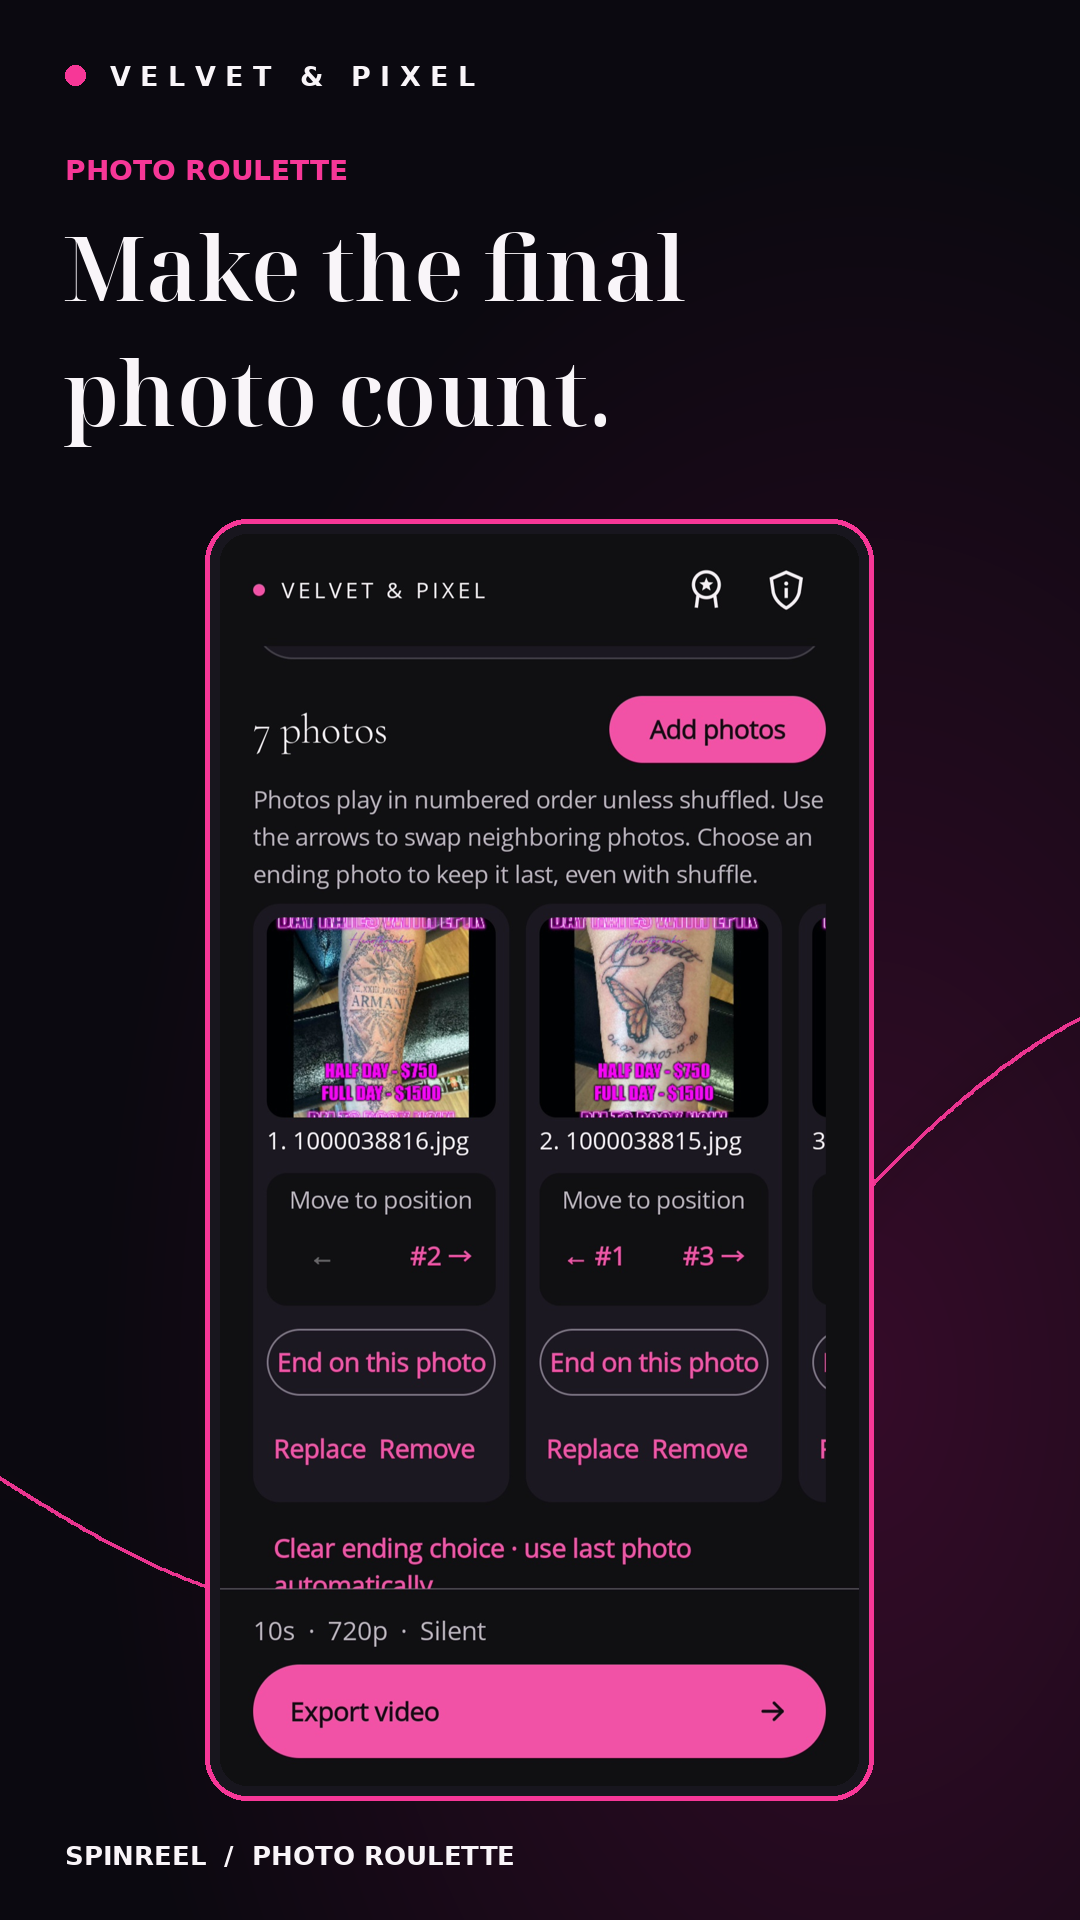 VELVET & PIXEL
PHOTO ROULETTE
Make the final
photo count.
VELVET & PIXEL
7 photos
Add photos
Photos play in numbered order unless shuffled. Use
the arrows to swap neighboring photos. Choose an
ending photo to keep it last, even with shuffle.
ARMANI
HALF DAY - $750
FULL DAY - $1500
Garrett
HALF DAY - $750
FULL DAY - $1500
1. 1000038816.jpg
2. 1000038815.jpg
3
Move to position
Move to position
←
#2 →
← #1
#3 →
End on this photo
End on this photo
Replace Remove
Replace Remove
Clear ending choice · use last photo
automatically
10s · 720p · Silent
Export video →
SPINREEL / PHOTO ROULETTE